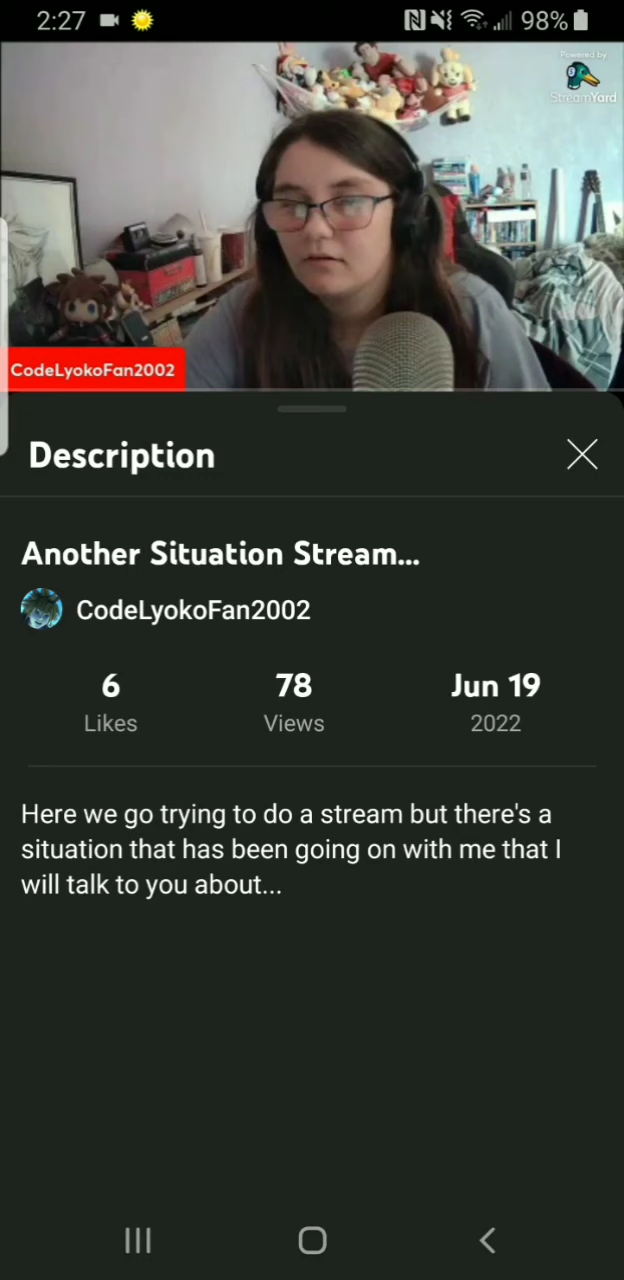 2:27
98%
Powered by
StreamYard
CodeLyokoFan2002
Description
Another Situation Stream...
CodeLyokoFan2002
6
78
Jun 19
Likes
Views
2022
Here we go trying to do a stream but there's a
situation that has been going on with me that I
will talk to you about...